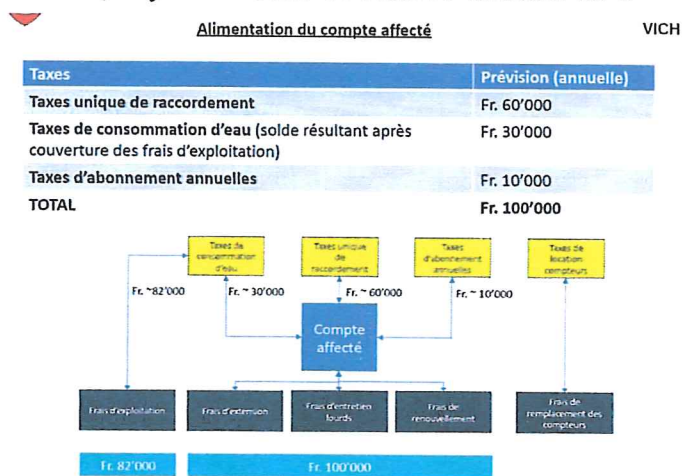 Alimentation du compte affecté
VICH
Taxes Prévision (annuelle)
Taxes unique de raccordement Fr. 60'000
Taxes de consommation d'eau (solde résultant après Fr. 30'000
couverture des frais d'exploitation)
Taxes d'abonnement annuelles Fr. 10'000
TOTAL Fr. 100'000
Taxes de
consommation
d'eau
Taxes unique
de
raccordement
Taxes
d'abonnement
annuelles
Taxes de
location
compteurs
Fr. ~82'000
Fr. ~ 30'000
Fr. ~ 60'000
Fr. ~ 10'000
Compte
affecté
Frais d'exploitation
Frais d'extension
Frais d'entretien
lourds
Frais de
renouvellement
Frais de
remplacement des
compteurs
Fr. 82'000
Fr. 100'000